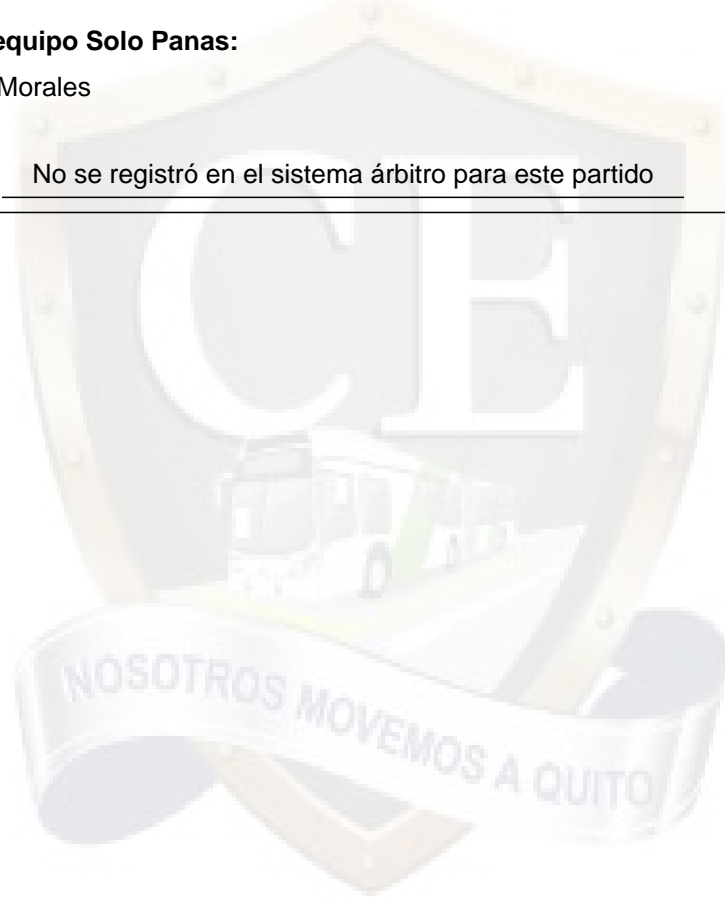 equipo Solo Panas:
Morales
No se registró en el sistema árbitro para este partido
CE
NOSOTROS MOVEMOS A QUITO